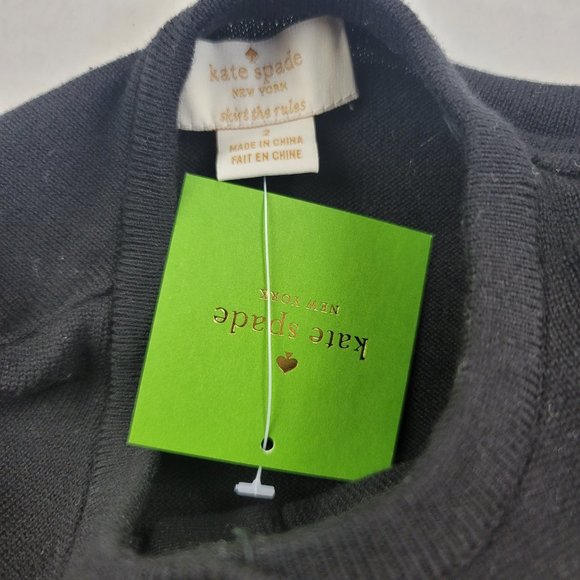 kate spade
NEW YORK
skirt the rules
2
MADE IN CHINA
FAIT EN CHINE
kate spade
NEW YORK